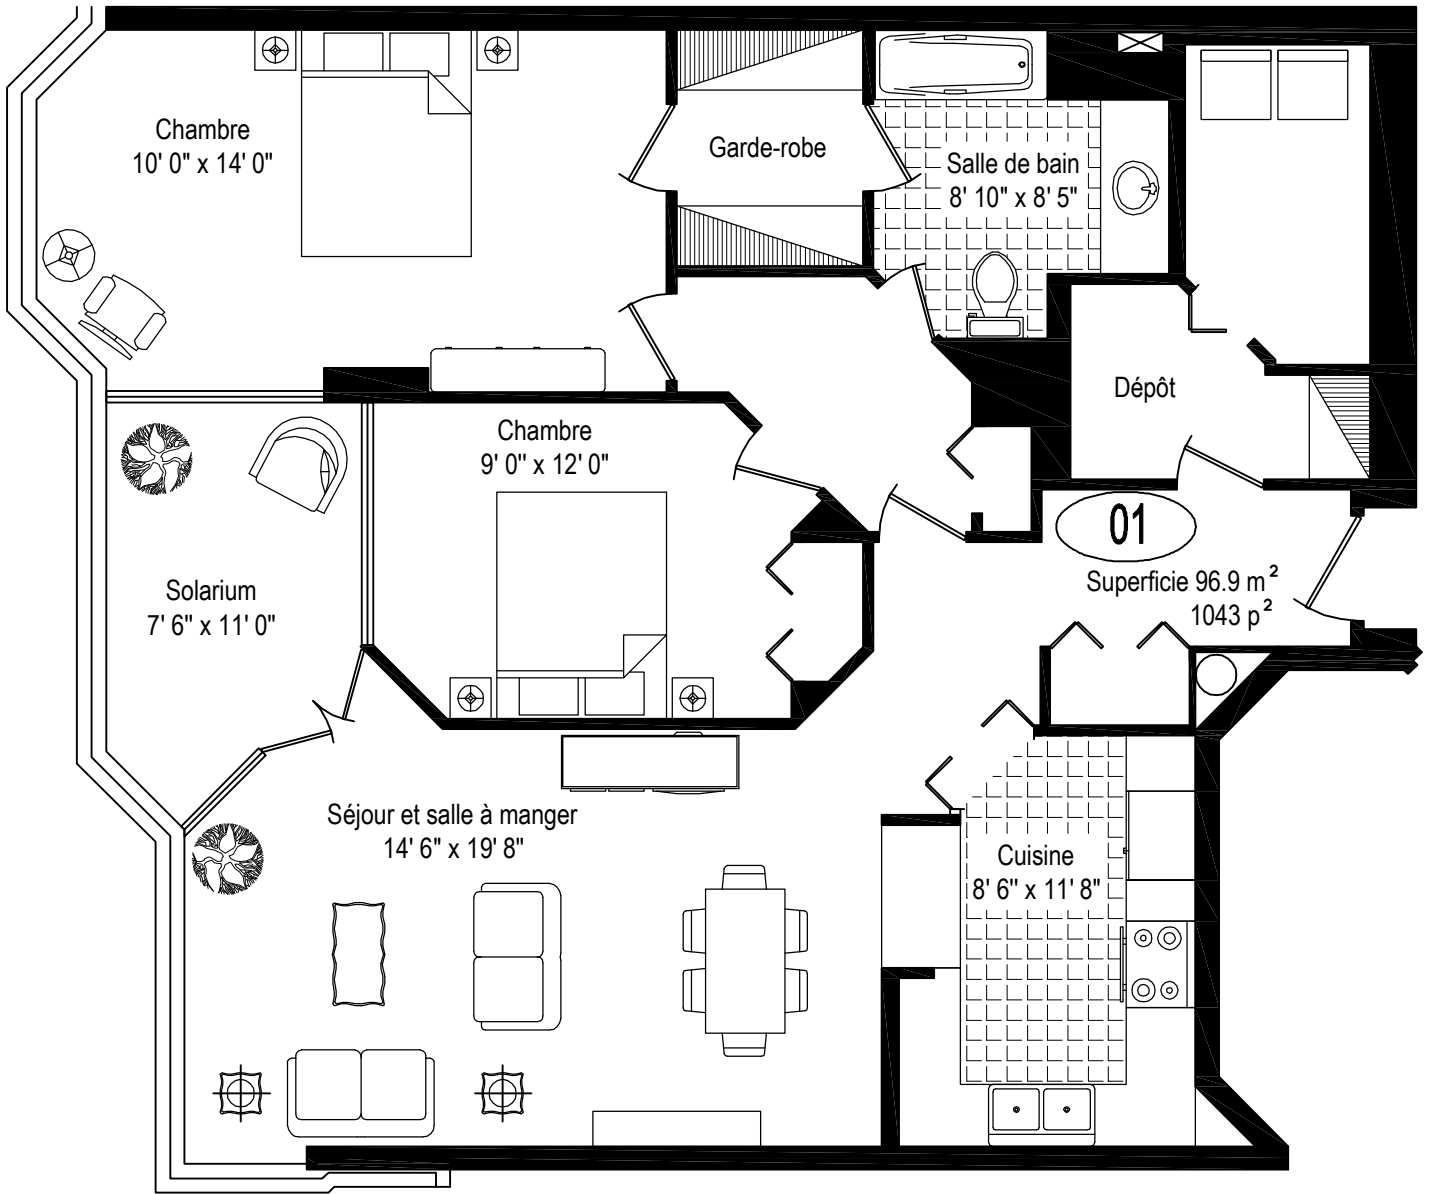 Chambre
10' 0" x 14' 0"
Garde-robe
Salle de bain
8' 10" x 8' 5"
Dépôt
Chambre
9' 0" x 12' 0"
01
Superficie 96.9 m²
1043 p²
Solarium
7' 6" x 11' 0"
Séjour et salle à manger
14' 6" x 19' 8"
Cuisine
8' 6" x 11' 8"